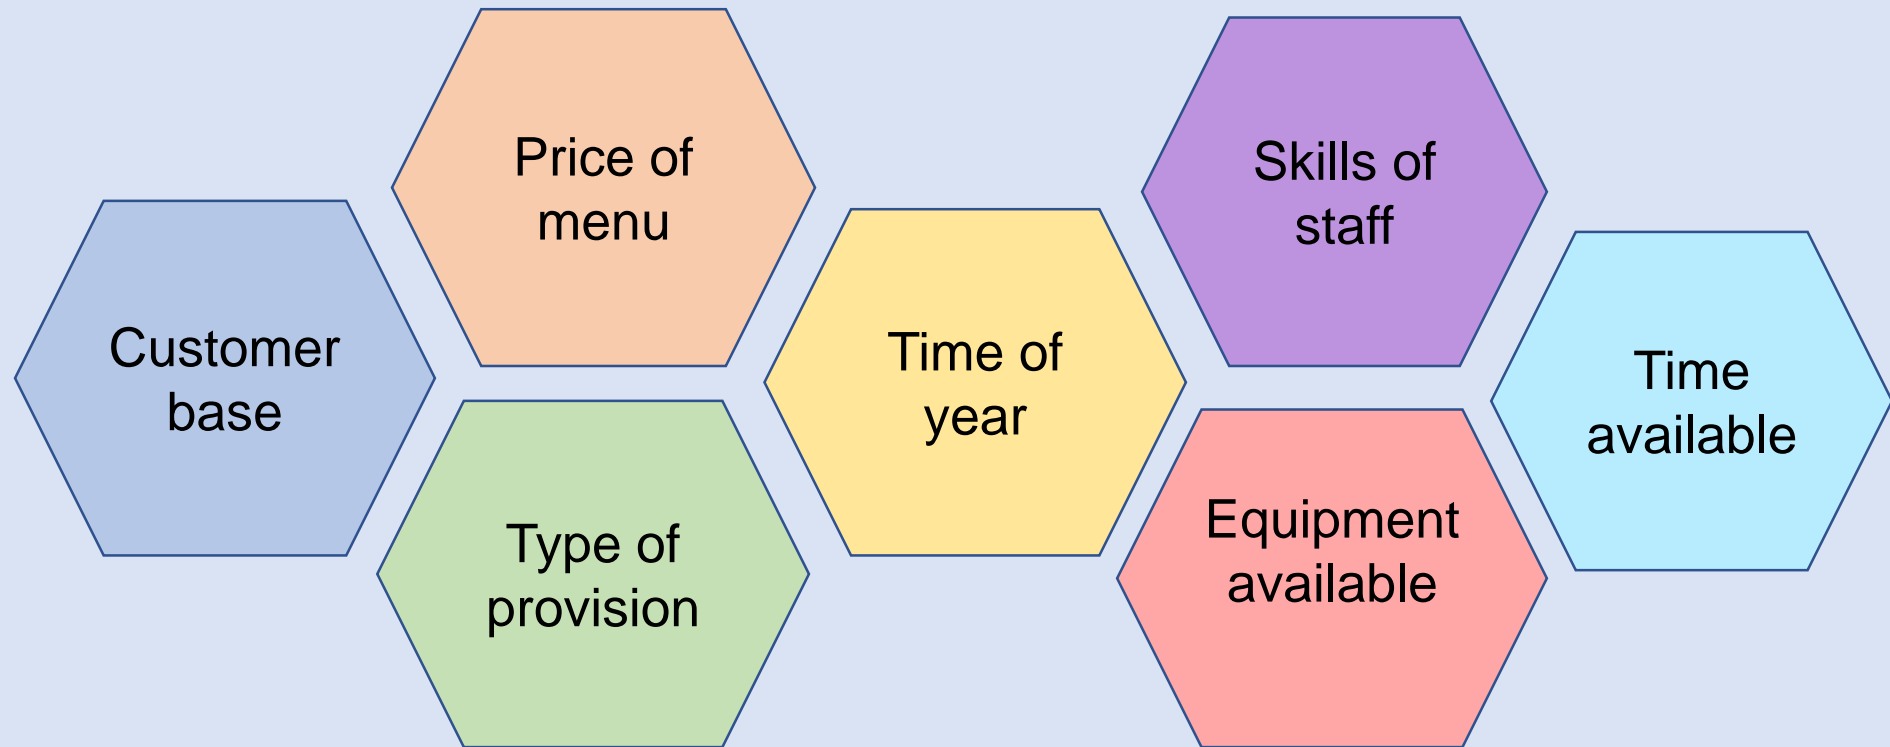 Customer
base
Price of
menu
Type of
provision
Time of
year
Skills of
staff
Equipment
available
Time
available